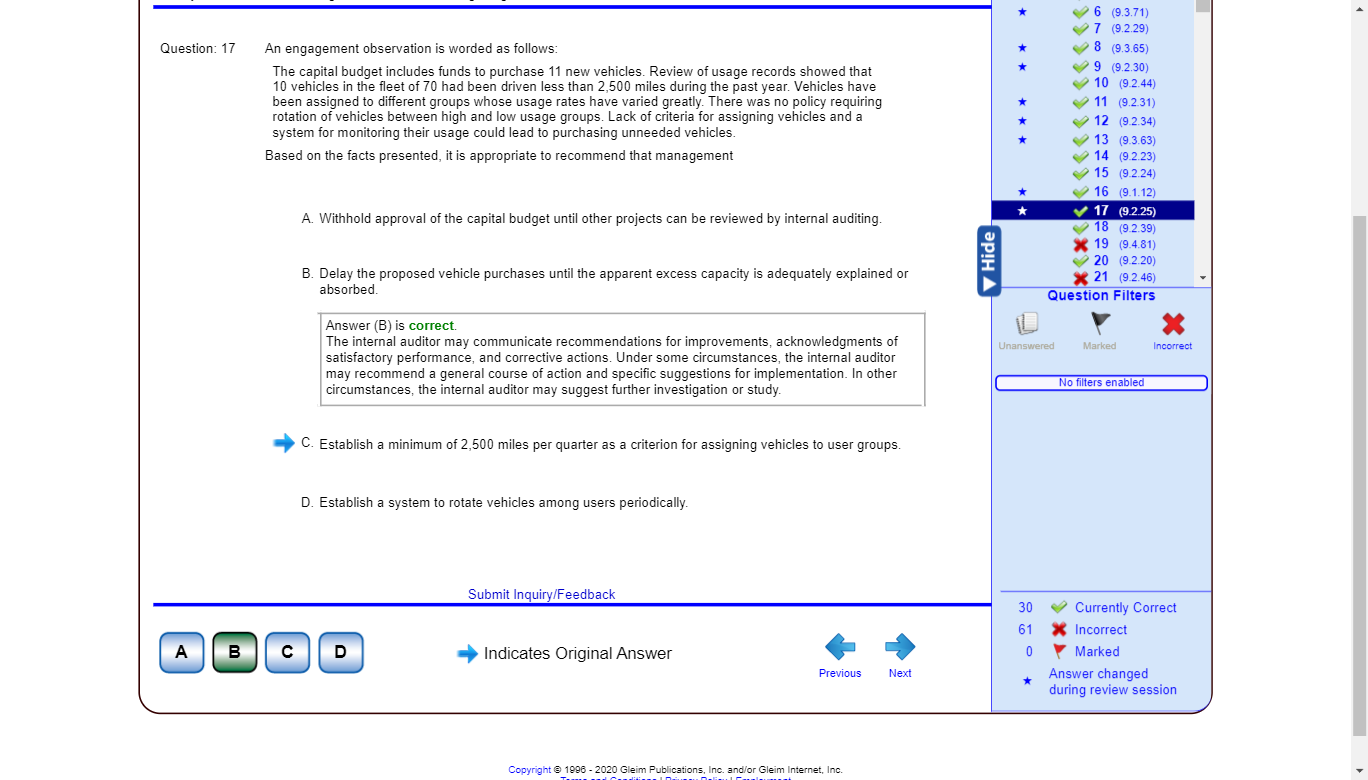 Question: 17
An engagement observation is worded as follows:
The capital budget includes funds to purchase 11 new vehicles. Review of usage records showed that
10 vehicles in the fleet of 70 had been driven less than 2,500 miles during the past year. Vehicles have
been assigned to different groups whose usage rates have varied greatly. There was no policy requiring
rotation of vehicles between high and low usage groups. Lack of criteria for assigning vehicles and a
system for monitoring their usage could lead to purchasing unneeded vehicles.
Based on the facts presented, it is appropriate to recommend that management
A. Withhold approval of the capital budget until other projects can be reviewed by internal auditing.
B. Delay the proposed vehicle purchases until the apparent excess capacity is adequately explained or
absorbed.
Answer (B) is correct.
The internal auditor may communicate recommendations for improvements, acknowledgments of
satisfactory performance, and corrective actions. Under some circumstances, the internal auditor
may recommend a general course of action and specific suggestions for implementation. In other
circumstances, the internal auditor may suggest further investigation or study.
C. Establish a minimum of 2,500 miles per quarter as a criterion for assigning vehicles to user groups.
D. Establish a system to rotate vehicles among users periodically.
Submit Inquiry/Feedback
A B C D
Indicates Original Answer
Previous
Next
6 (9.3.71)
7 (9.2.29)
8 (9.3.65)
9 (9.2.30)
10 (9.2.44)
11 (9.2.31)
12 (9.2.34)
13 (9.3.63)
14 (9.2.23)
15 (9.2.24)
16 (9.1.12)
17 (9.2.25)
18 (9.2.39)
19 (9.4.81)
20 (9.2.20)
21 (9.2.46)
Hide
Question Filters
Unanswered
Marked
Incorrect
No filters enabled
30 Currently Correct
61 Incorrect
0 Marked
Answer changed
during review session
Copyright © 1996 - 2020 Gleim Publications, Inc. and/or Gleim Internet, Inc.
Terms and Conditions | Privacy Policy | Employment